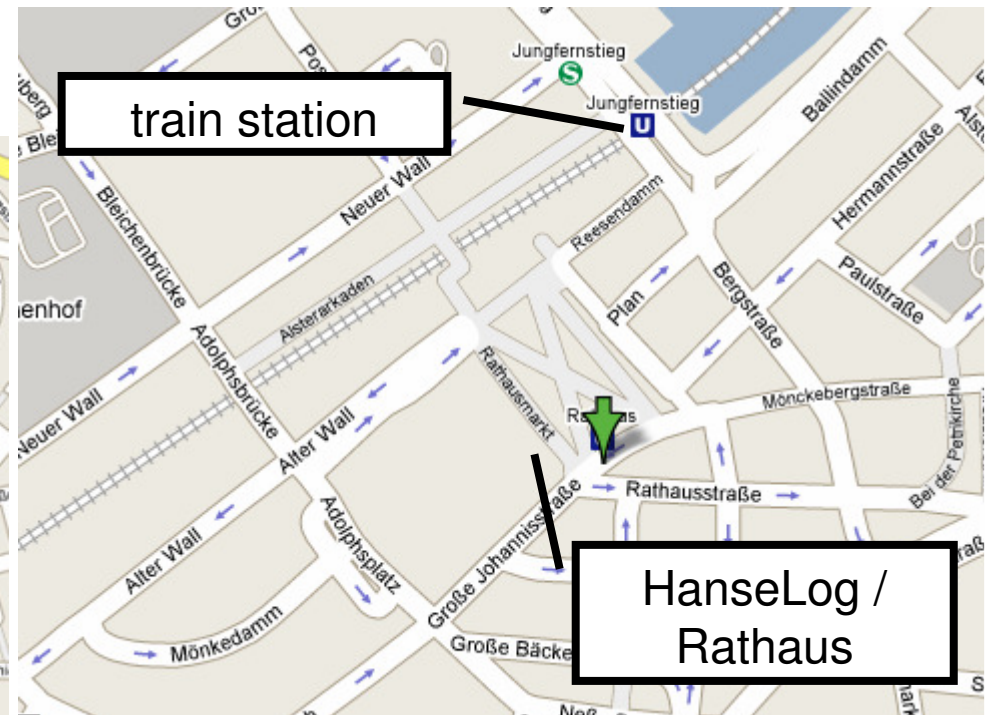 Jungfernstieg
S
train station
Jungfernstieg
U
Ballindamm
Neuer Wall
Hermannstraße
Reesendamm
Bleichenbrücke
Paulstraße
Plan
Bergstraße
Alsterarkaden
Adolphsbrücke
Rathausmarkt
Mönckebergstraße
Neuer Wall
Alter Wall
Bei der Petrikirche
Rathausstraße
Adolphsplatz
Große Johannisstraße
Alter Wall
HanseLog /
Rathaus
Mönkedamm